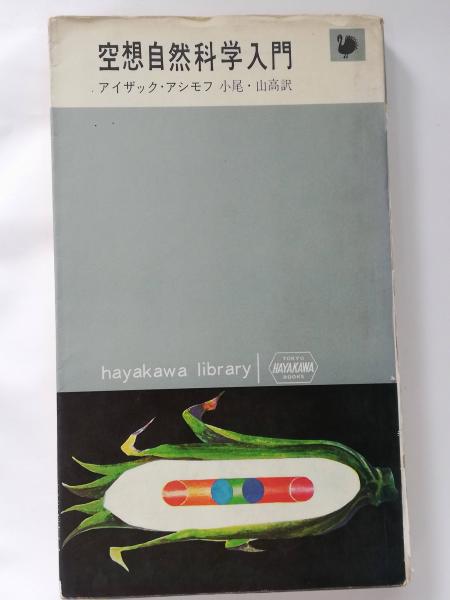 空想自然科学入門
アイザック・アシモフ 小尾・山高訳
hayakawa library
TOKYO
HAYAKAWA
BOOKS